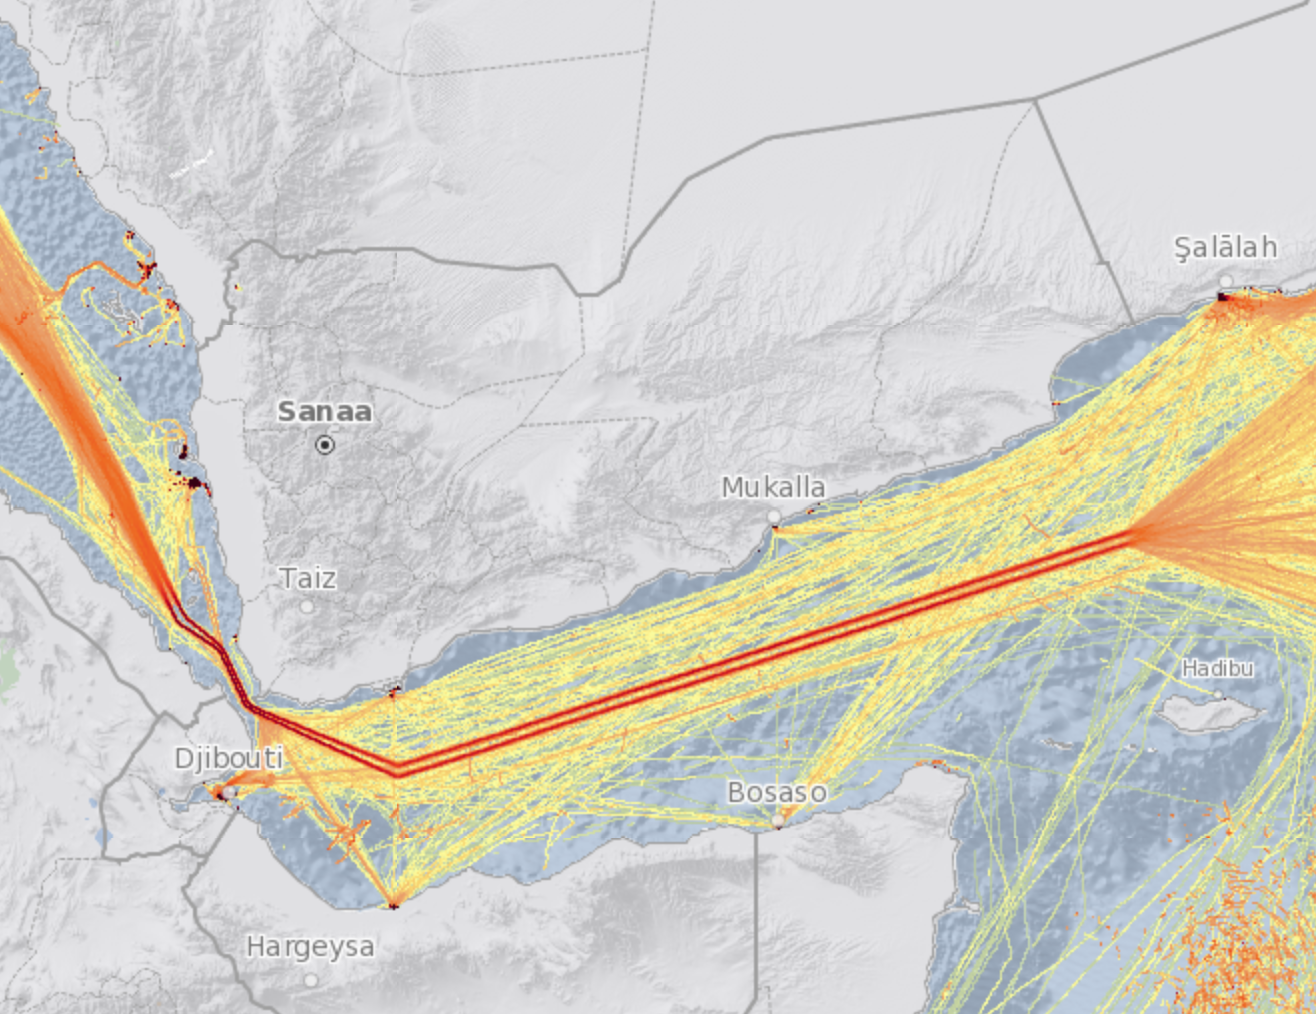 Şalālah
Sanaa
Mukalla
Taiz
Hadibu
Djibouti
Bosaso
Hargeysa